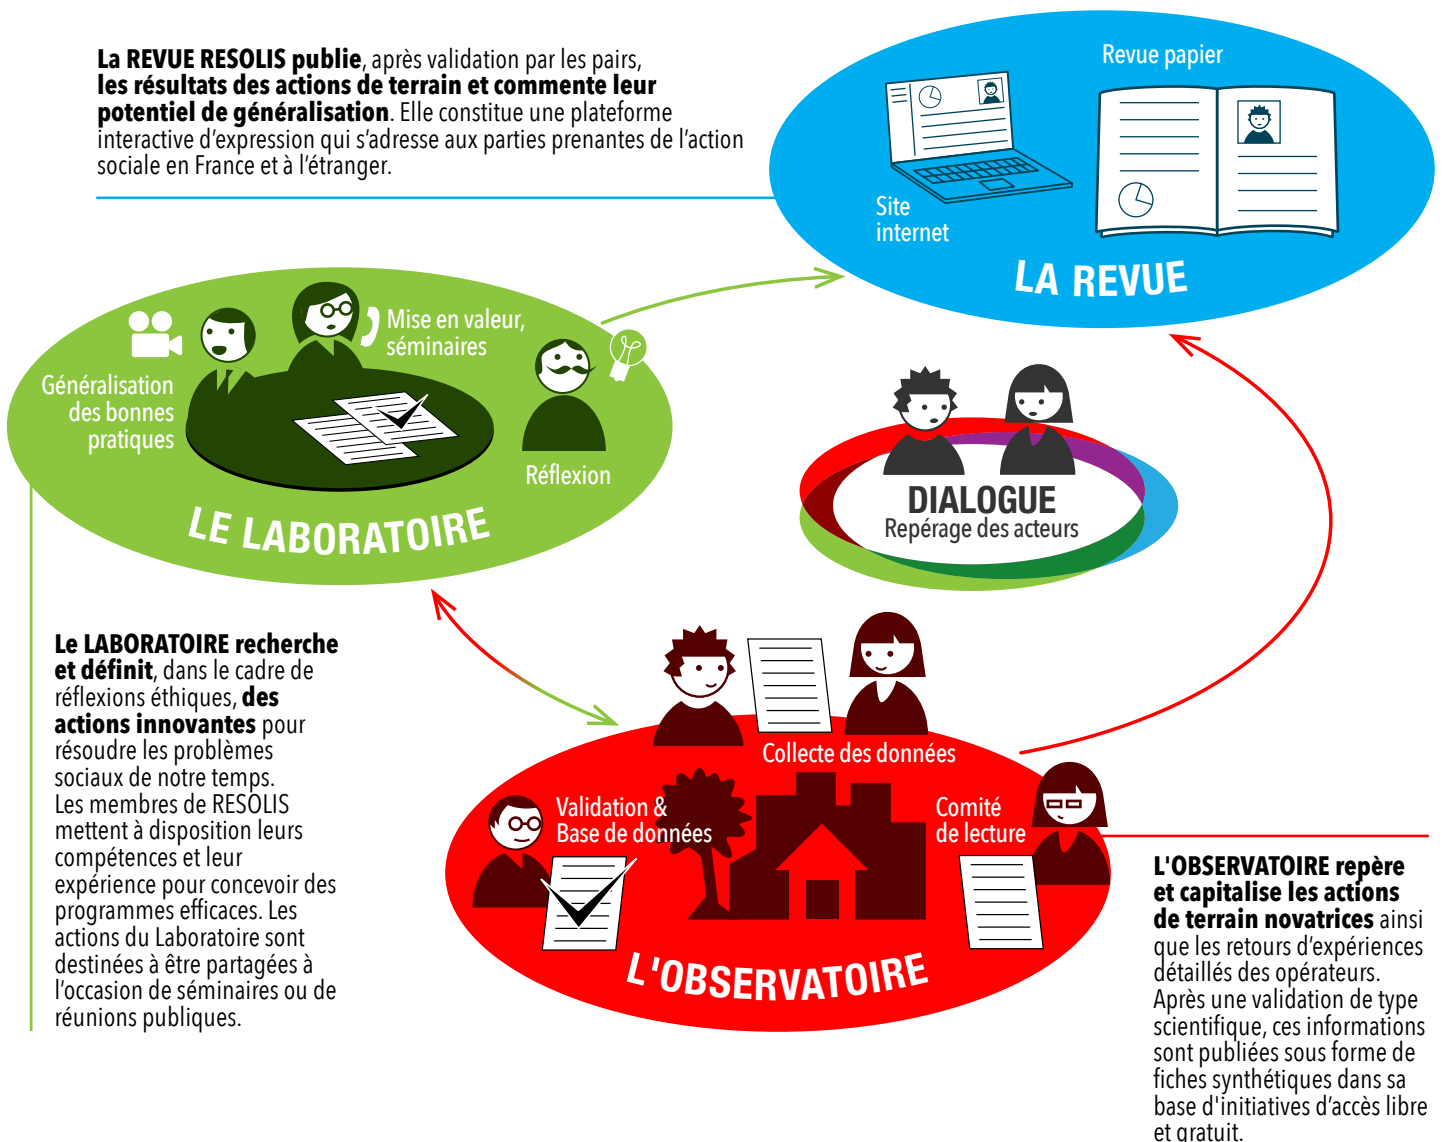 La REVUE RESOLIS publie, après validation par les pairs,
les résultats des actions de terrain et commente leur
potentiel de généralisation. Elle constitue une plateforme
interactive d’expression qui s’adresse aux parties prenantes de l’action
sociale en France et à l’étranger.
Revue papier
Site
internet
LA REVUE
Mise en valeur,
séminaires
Généralisation
des bonnes
pratiques
Réflexion
LE LABORATOIRE
DIALOGUE
Repérage des acteurs
Le LABORATOIRE recherche
et définit, dans le cadre de
réflexions éthiques, des
actions innovantes pour
résoudre les problèmes
sociaux de notre temps.
Les membres de RESOLIS
mettent à disposition leurs
compétences et leur
expérience pour concevoir des
programmes efficaces. Les
actions du Laboratoire sont
destinées à être partagées à
l’occasion de séminaires ou de
réunions publiques.
Collecte des données
Validation &
Base de données
Comité
de lecture
L'OBSERVATOIRE
L'OBSERVATOIRE repère
et capitalise les actions
de terrain novatrices ainsi
que les retours d’expériences
détaillés des opérateurs.
Après une validation de type
scientifique, ces informations
sont publiées sous forme de
fiches synthétiques dans sa
base d'initiatives d’accès libre
et gratuit.